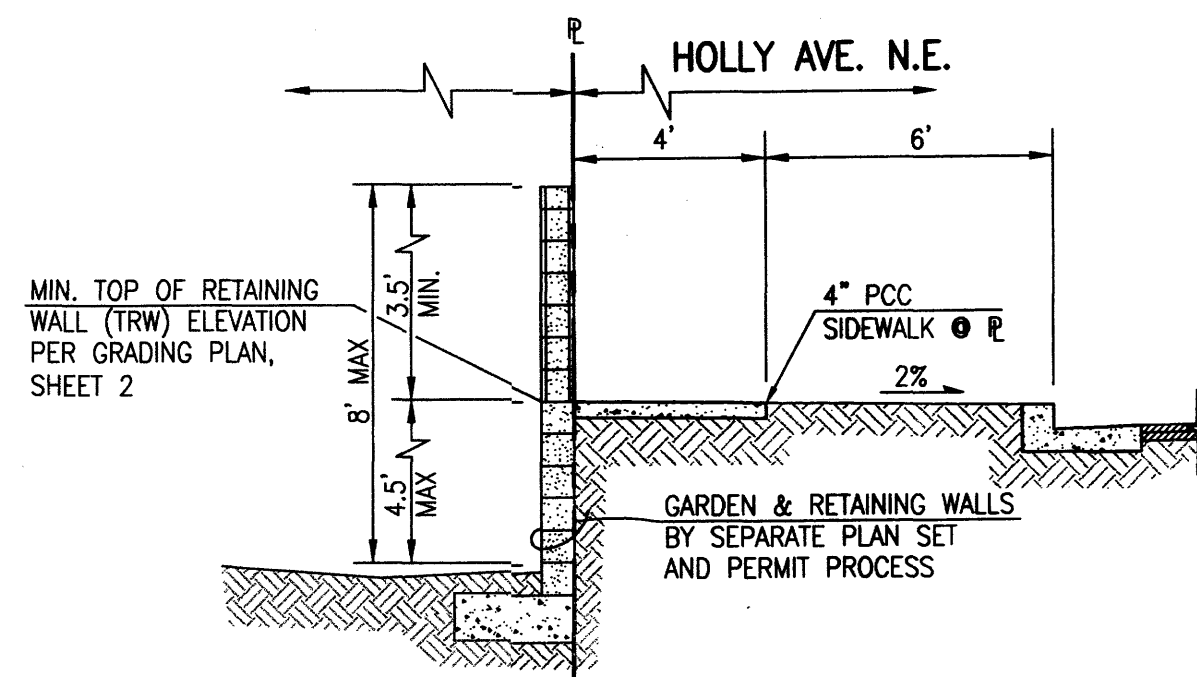 ℄
HOLLY AVE. N.E.
4'
6'
MIN. TOP OF RETAINING
WALL (TRW) ELEVATION
PER GRADING PLAN,
SHEET 2
8' MAX
3.5'
MIN.
4.5'
MAX
4" PCC
SIDEWALK @ ℄
2%
GARDEN & RETAINING WALLS
BY SEPARATE PLAN SET
AND PERMIT PROCESS